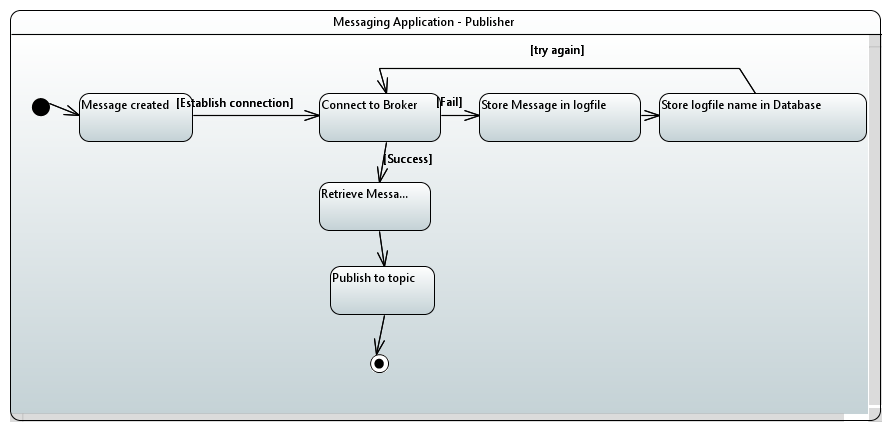 Messaging Application - Publisher
[try again]
Message created
[Establish connection]
Connect to Broker
[Fail]
Store Message in logfile
Store logfile name in Database
[Success]
Retrieve Messa...
Publish to topic